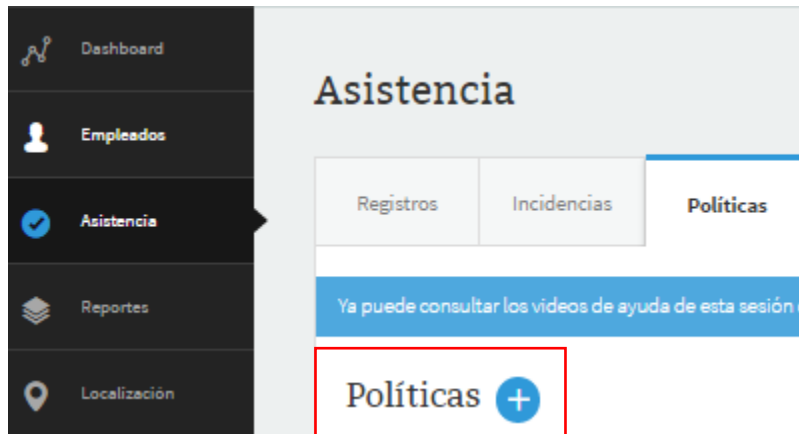 Dashboard
Empleados
Asistencia
Reportes
Localización
Asistencia
Registros
Incidencias
Políticas
Ya puede consultar los videos de ayuda de esta sesión
Políticas